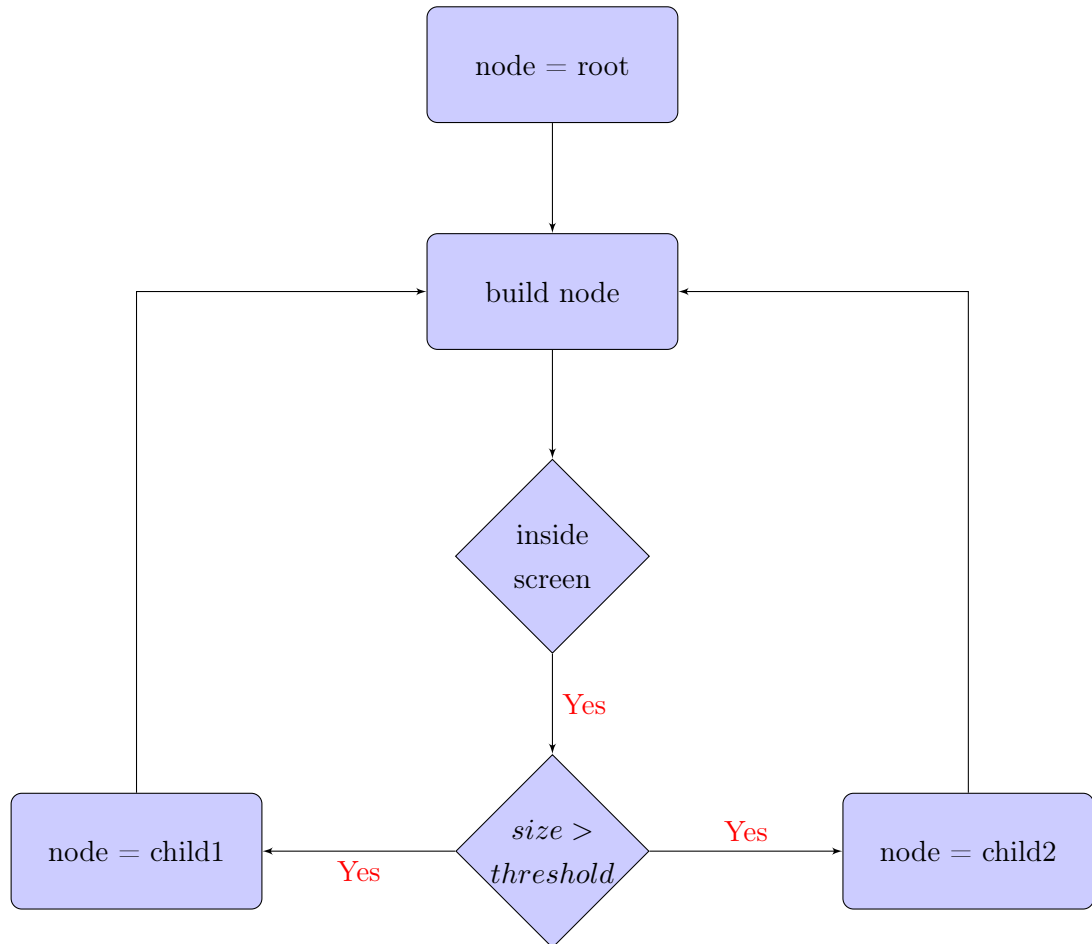 node = root
build node
inside
screen
Yes
node = child1
Yes
size >
threshold
Yes
node = child2